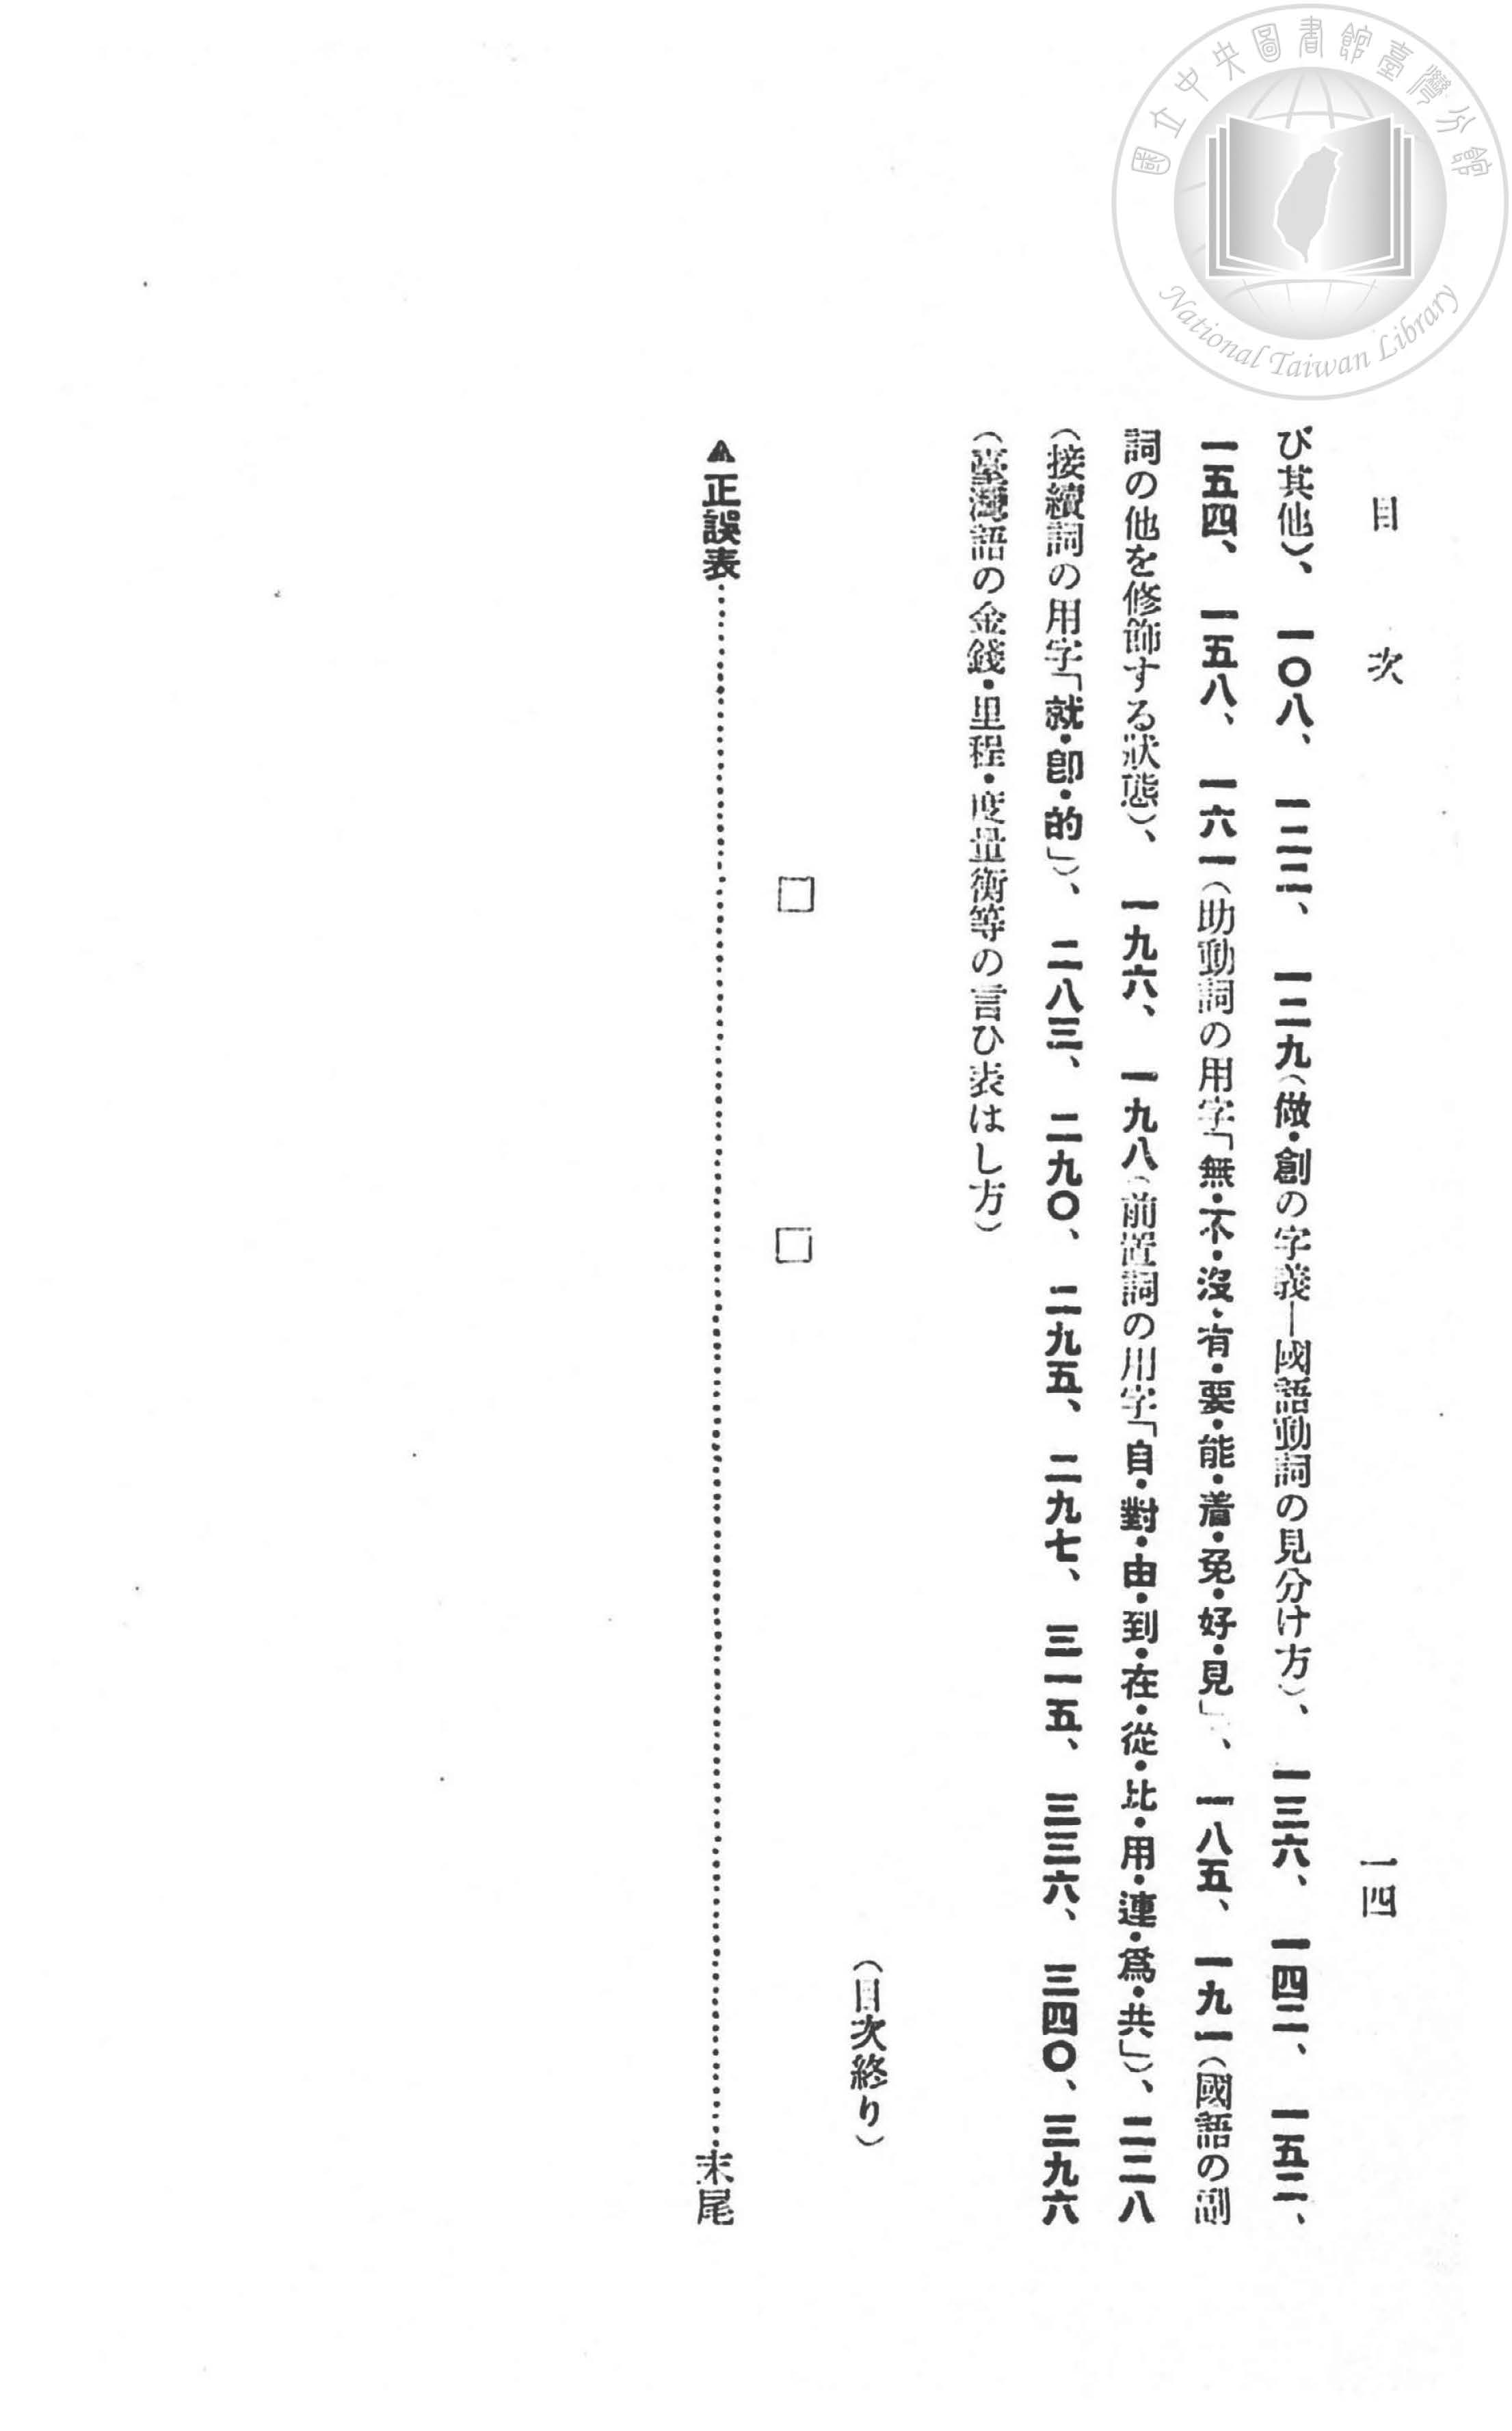 國立中央圖書館臺灣分館
National Taiwan Library
目次 一四
び其他)、一〇八、一二三、一二九(做・創の字義—國語動詞の見分け方)、一三六、一四二、一五二、
一五四、一五八、一六一(助動詞の用字「無・不・沒・有・要・能・着・免・好・見」、一八五、一九一(國語の副
詞の他を修飾する狀態)、一九六、一九八(前置詞の用字「自・對・由・到・在・從・比・用・連・爲・共」)、二二八
(接續詞の用字「就・卽・的」)、二八三、二九〇、二九五、二九七、三一五、三三六、三四〇、三九六
(臺灣語の金錢・里程・度量衡等の言ひ表はし方)
(目次終り)
□ □
▲正誤表……末尾